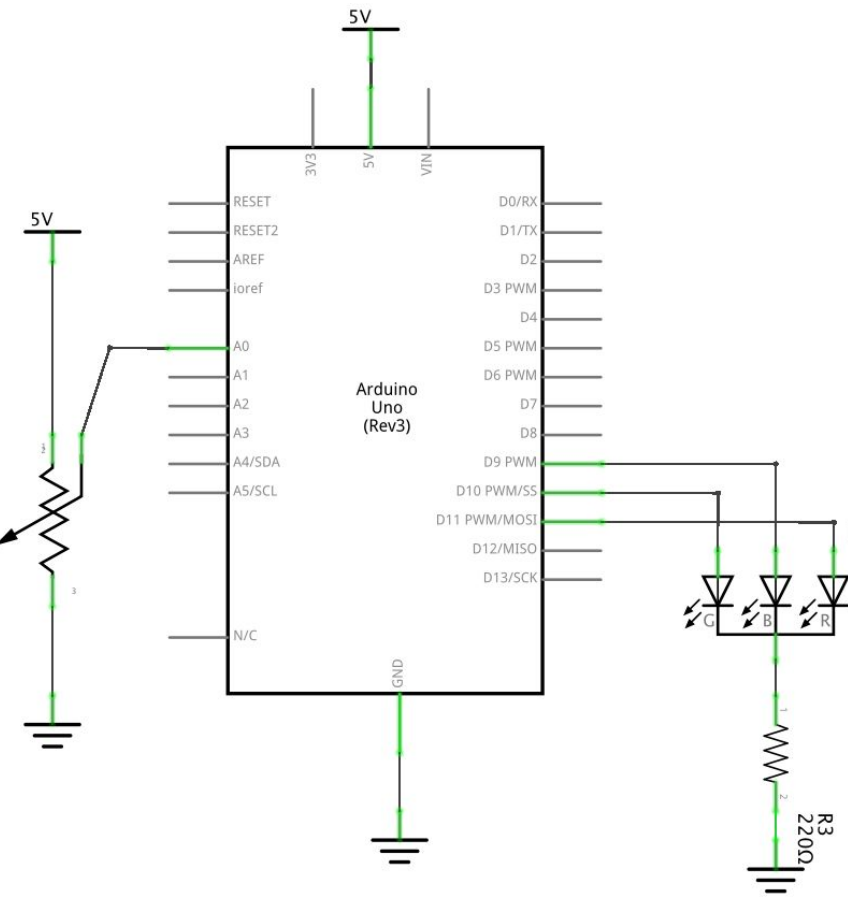 5V
3V3
5V
VIN
RESET
RESET2
AREF
ioref
A0
A1
A2
A3
A4/SDA
A5/SCL
N/C
Arduino
Uno
(Rev3)
D0/RX
D1/TX
D2
D3 PWM
D4
D5 PWM
D6 PWM
D7
D8
D9 PWM
D10 PWM/SS
D11 PWM/MOSI
D12/MISO
D13/SCK
GND
5V
3
G
B
R
1
2
R3
220Ω